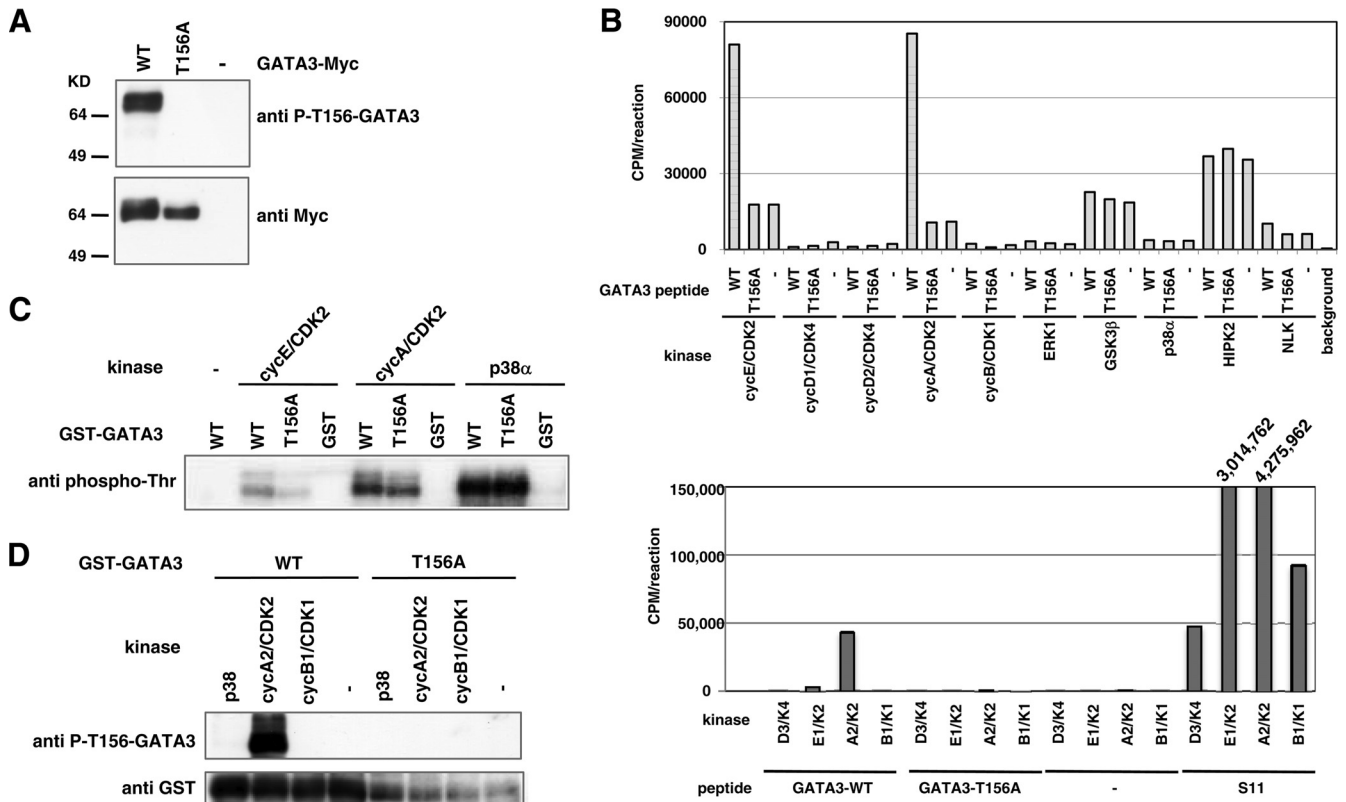 A
WT T156A - GATA3-Myc
KD
64
49
anti P-T156-GATA3
64
49
anti Myc
B
CPM/reaction
90000
60000
30000
0
GATA3 peptide
WT T156A - WT T156A - WT T156A - WT T156A - WT T156A - WT T156A - WT T156A - WT T156A - WT T156A - WT T156A - background
kinase
cycE/CDK2 cycD1/CDK4 cycD2/CDK4 cycA/CDK2 cycB/CDK1 ERK1 GSK3β p38α HIPK2 NLK
3,014,762 4,275,962
CPM/reaction
150,000
100,000
50,000
0
kinase
D3/K4 E1/K2 A2/K2 B1/K1 D3/K4 E1/K2 A2/K2 B1/K1 D3/K4 E1/K2 A2/K2 B1/K1 D3/K4 E1/K2 A2/K2 B1/K1
peptide GATA3-WT GATA3-T156A - S11
C
kinase - cycE/CDK2 cycA/CDK2 p38α
GST-GATA3 WT WT T156A GST WT T156A GST WT T156A GST
anti phospho-Thr
D
GST-GATA3 WT T156A
kinase p38 cycA2/CDK2 cycB1/CDK1 - p38 cycA2/CDK2 cycB1/CDK1 -
anti P-T156-GATA3
anti GST